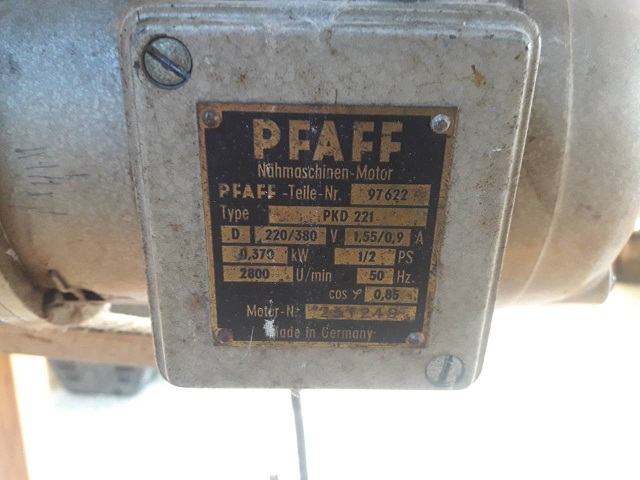 PFAFF
Nähmaschinen-Motor
PFAFF-Teile-Nr. 97622
Type PKD 221
D 220/380 V 1,55/0,9 A
0,370 kW 1/2 PS
2800 U/min 50 Hz
cos φ 0,85
Motor-Nr.
Made in Germany